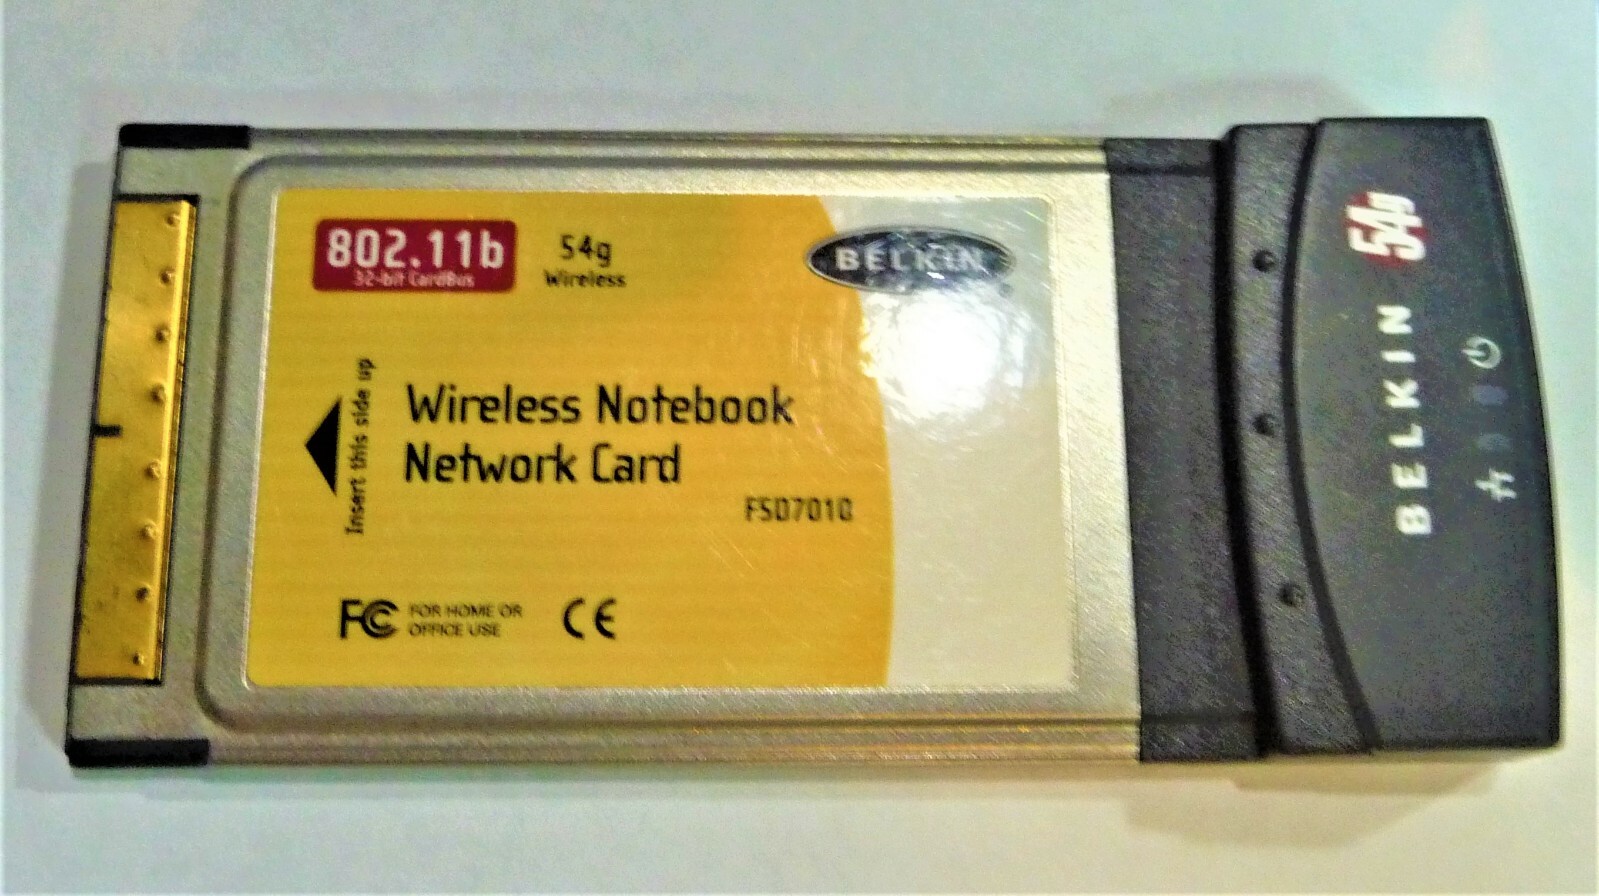 802.11b
32-bit CardBus
54g
Wireless
BELKIN
Insert this side up
Wireless Notebook
Network Card
F5D7010
FC FOR HOME OR
OFFICE USE
CE
54g
BELKIN